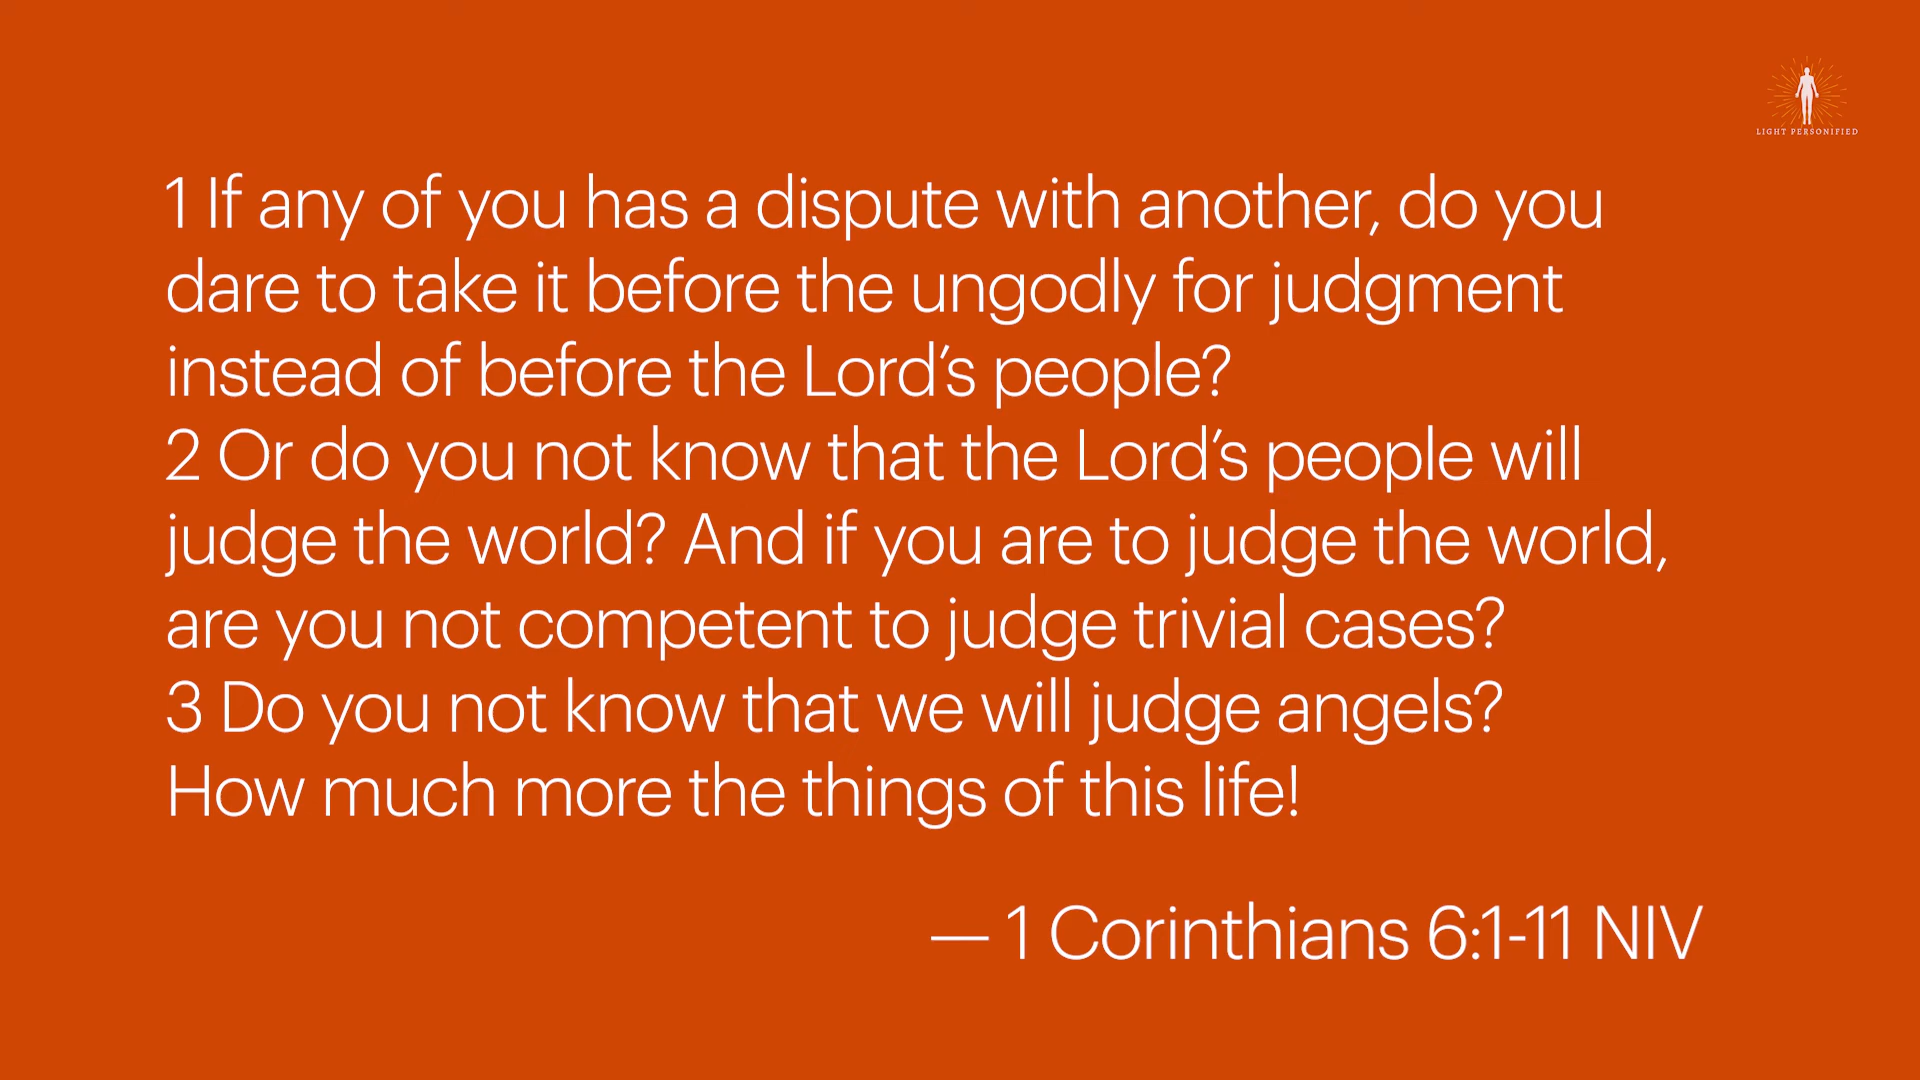 LIGHT PERSONIFIED
1 If any of you has a dispute with another, do you
dare to take it before the ungodly for judgment
instead of before the Lord’s people?
2 Or do you not know that the Lord’s people will
judge the world? And if you are to judge the world,
are you not competent to judge trivial cases?
3 Do you not know that we will judge angels?
How much more the things of this life!
— 1 Corinthians 6:1-11 NIV